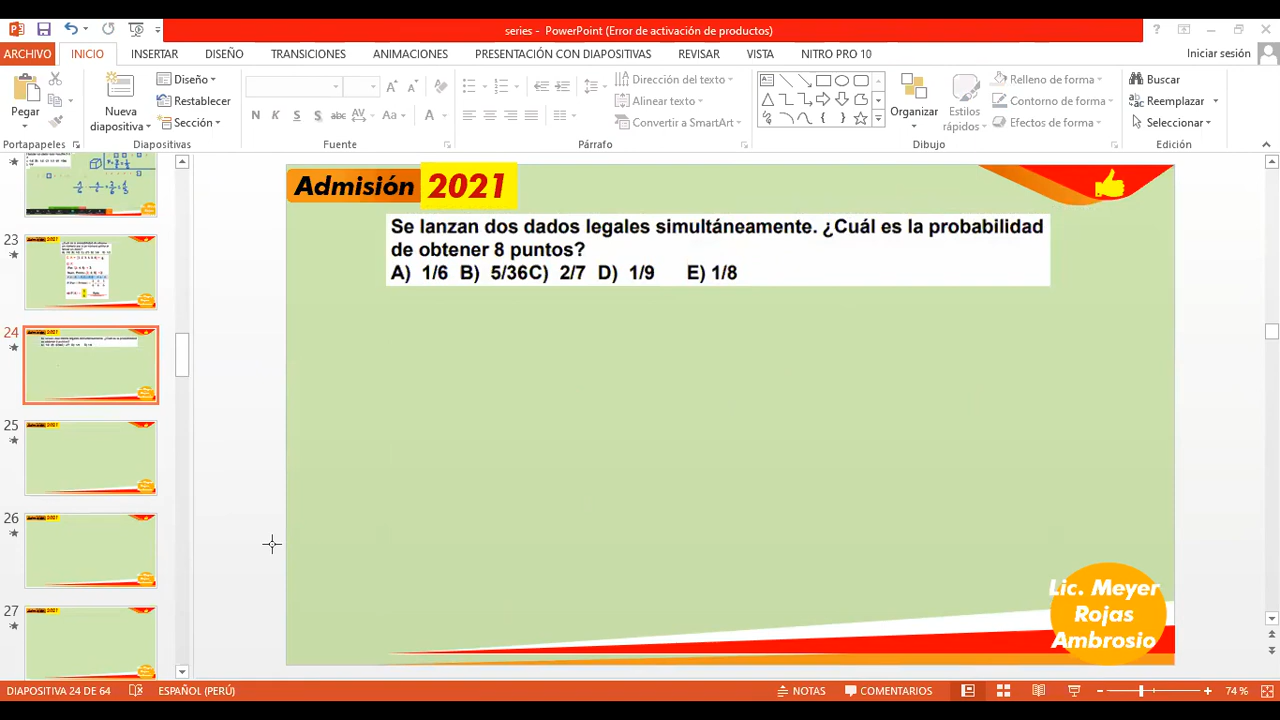 series - PowerPoint (Error de activación de productos)
ARCHIVO INICIO INSERTAR DISEÑO TRANSICIONES ANIMACIONES PRESENTACIÓN CON DIAPOSITIVAS REVISAR VISTA NITRO PRO 10 Iniciar sesión
Pegar
Nueva diapositiva
Diseño
Restablecer
Sección
N K S S abc AV Aa A
Dirección del texto
Alinear texto
Convertir a SmartArt
Organizar
Estilos rápidos
Relleno de forma
Contorno de forma
Efectos de forma
Buscar
Reemplazar
Seleccionar
Portapapeles Diapositivas Fuente Párrafo Dibujo Edición
23
24
25
26
27
Admisión 2021
Se lanzan dos dados legales simultáneamente. ¿Cuál es la probabilidad
de obtener 8 puntos?
A) 1/6 B) 5/36C) 2/7 D) 1/9 E) 1/8
Lic. Meyer
Rojas
Ambrosio
DIAPOSITIVA 24 DE 64 ESPAÑOL (PERÚ) NOTAS COMENTARIOS 74 %